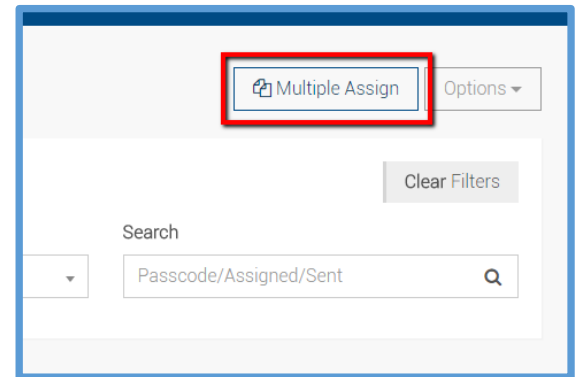 Multiple Assign
Options
Clear Filters
Search
Passcode/Assigned/Sent